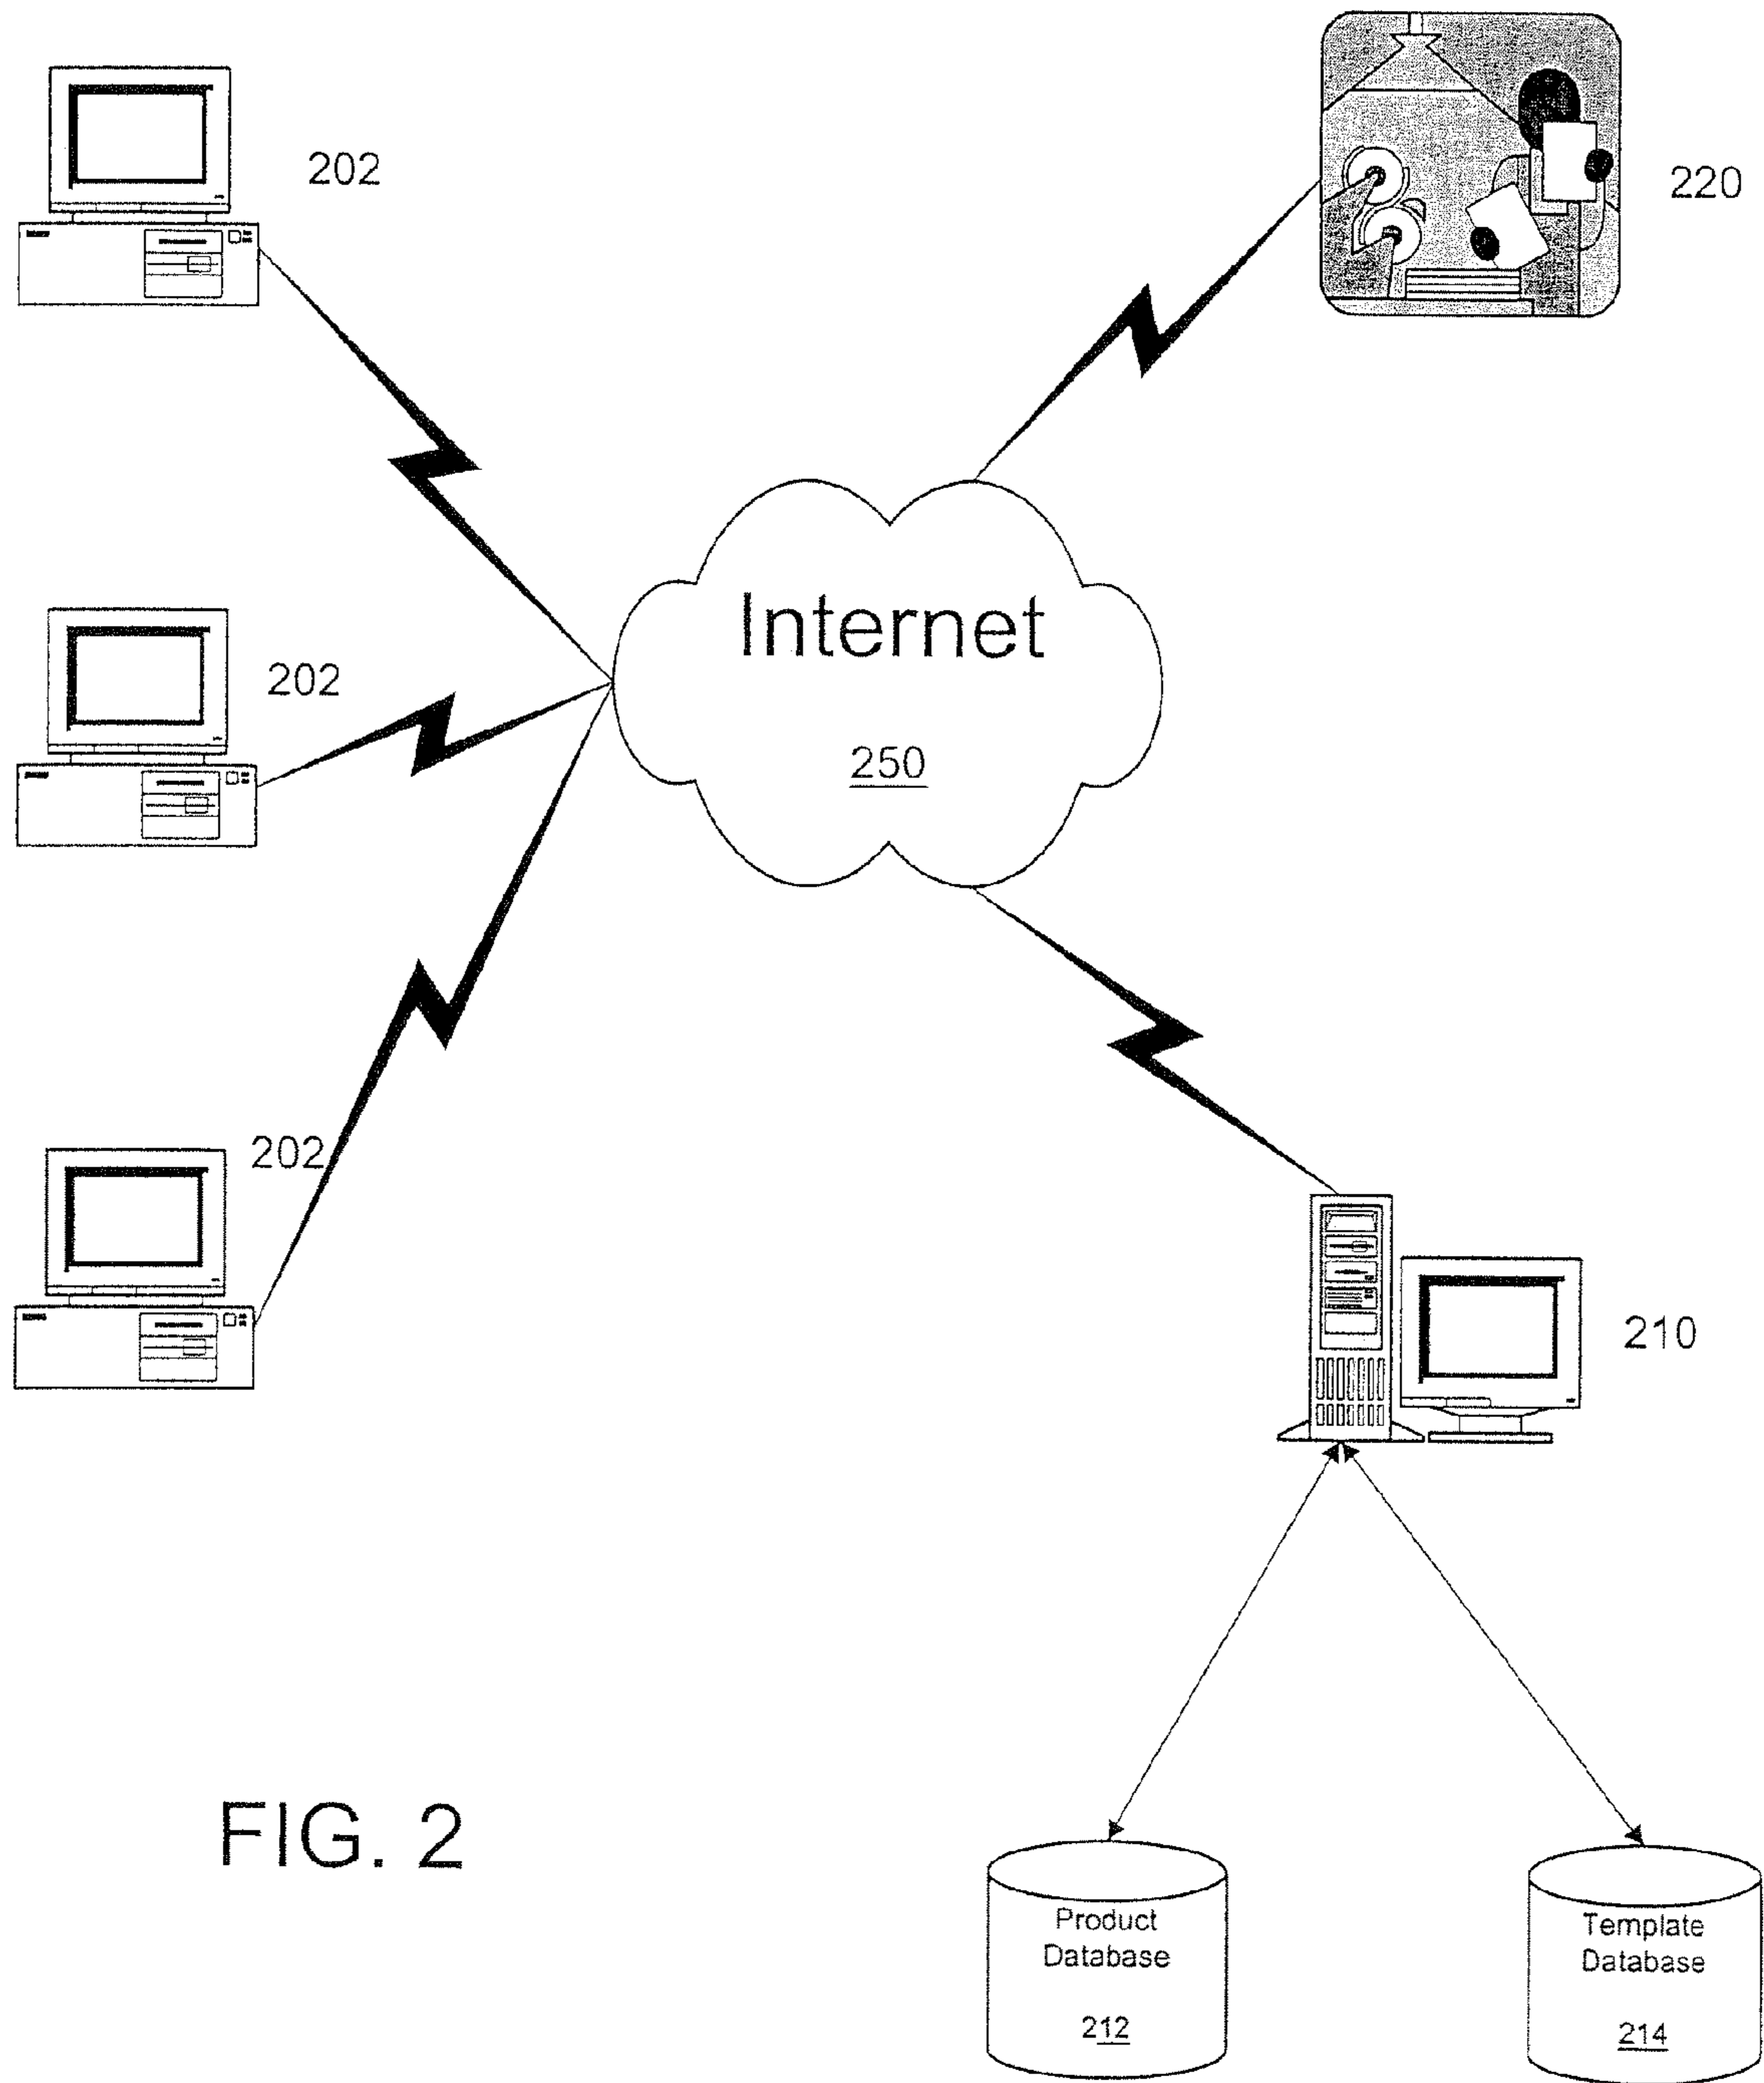 202
220
Internet
250
202
202
210
FIG. 2
Product
Database
212
Template
Database
214